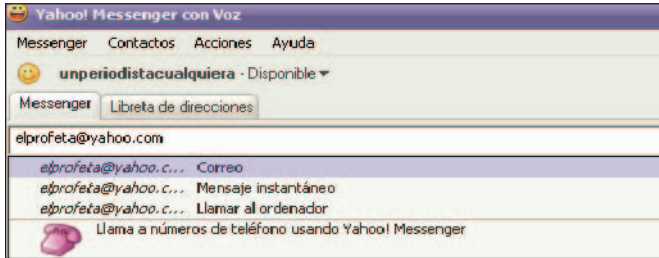 Yahoo! Messenger con Voz
Messenger Contactos Acciones Ayuda
unperiodistacualquiera - Disponible
Messenger Libreta de direcciones
elprofeta@yahoo.com
elprofeta@yahoo.c... Correo
elprofeta@yahoo.c... Mensaje instantáneo
elprofeta@yahoo.c... Llamar al ordenador
Llama a números de teléfono usando Yahoo! Messenger